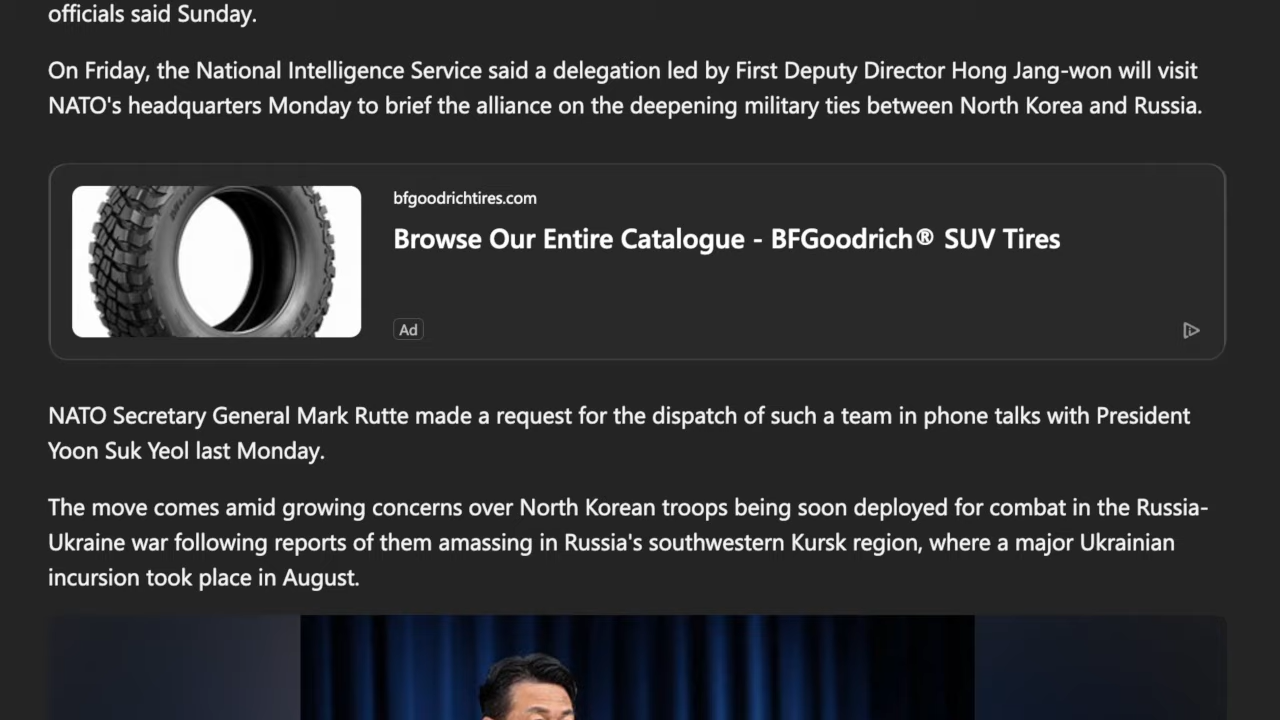 officials said Sunday.
On Friday, the National Intelligence Service said a delegation led by First Deputy Director Hong Jang-won will visit
NATO's headquarters Monday to brief the alliance on the deepening military ties between North Korea and Russia.
bfgoodrichtires.com
Browse Our Entire Catalogue - BFGoodrich® SUV Tires
Ad
NATO Secretary General Mark Rutte made a request for the dispatch of such a team in phone talks with President
Yoon Suk Yeol last Monday.
The move comes amid growing concerns over North Korean troops being soon deployed for combat in the Russia-
Ukraine war following reports of them amassing in Russia's southwestern Kursk region, where a major Ukrainian
incursion took place in August.